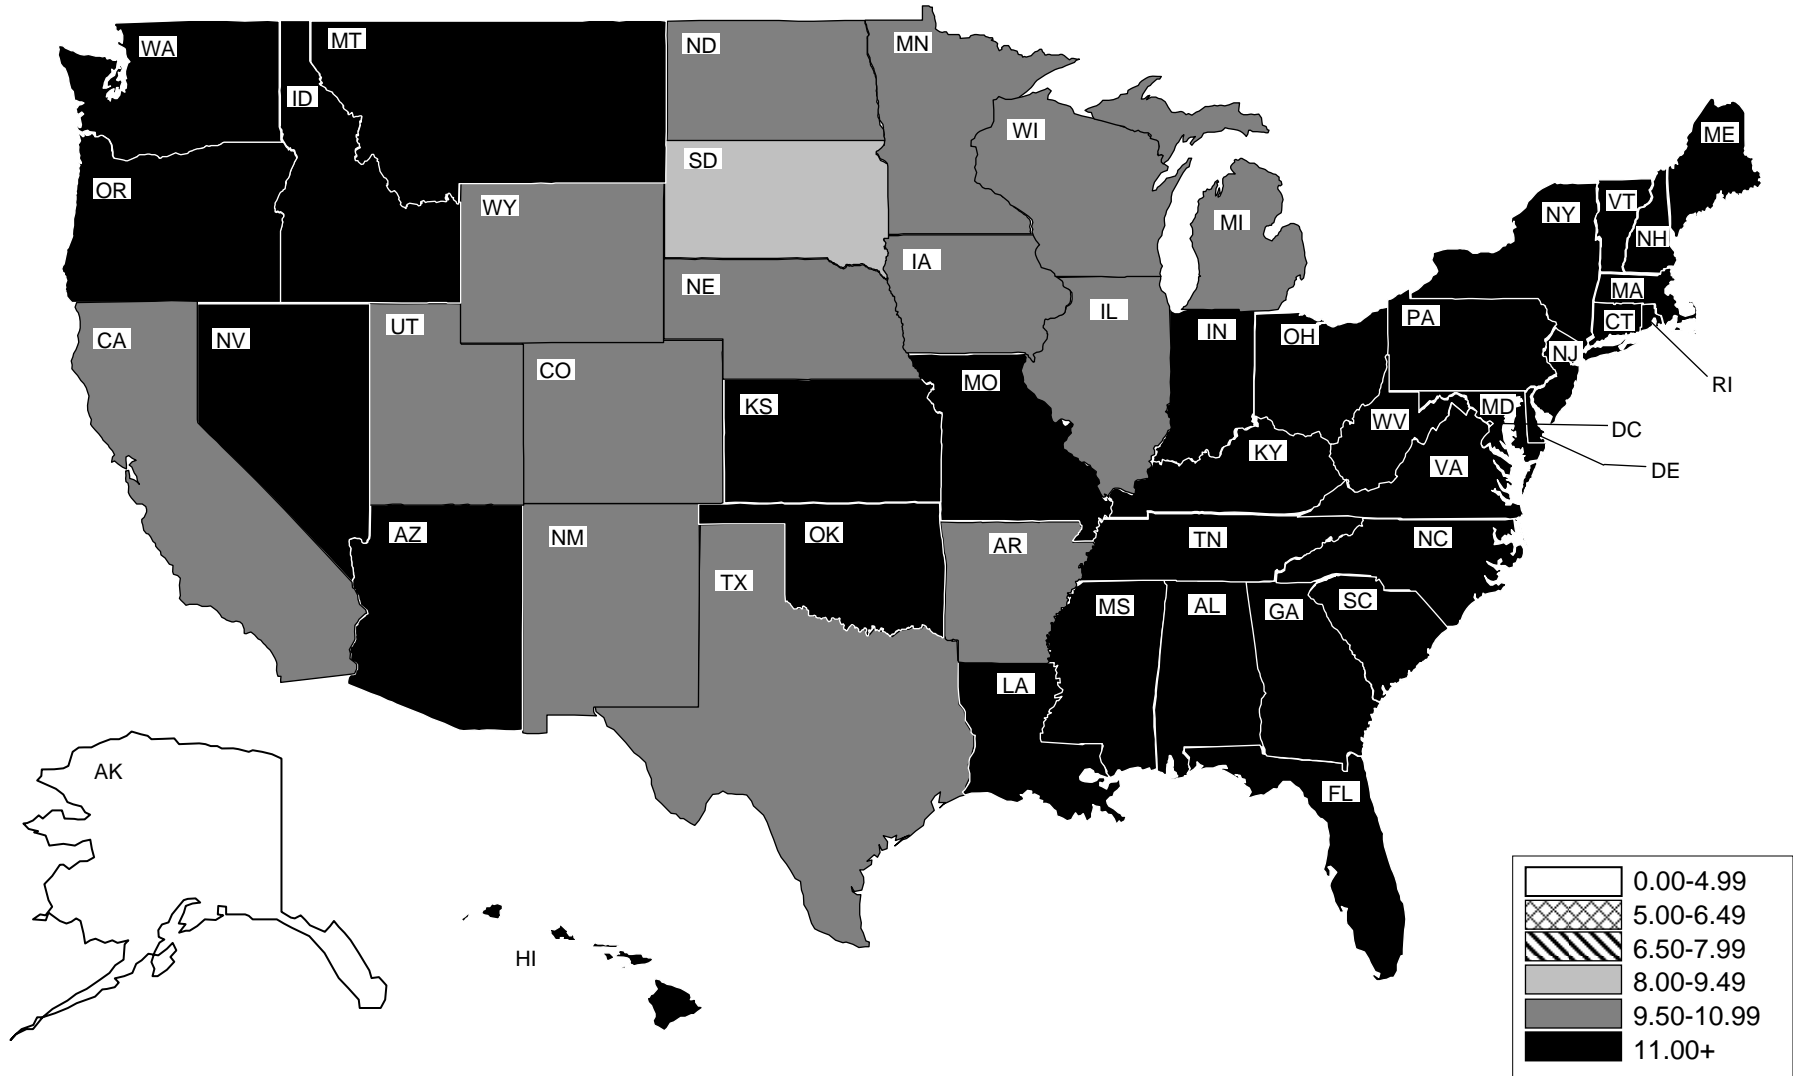 WA
MT
ND
MN
ID
WI
ME
SD
OR
WY
VT
NY
MI
NH
IA
NE
MA
IL
PA
CT
UT
CA
NV
IN
OH
NJ
CO
MO
RI
KS
MD
WV
DC
KY
VA
DE
AZ
NM
OK
AR
TN
NC
TX
MS
AL
GA
SC
LA
AK
FL
HI
0.00-4.99
5.00-6.49
6.50-7.99
8.00-9.49
9.50-10.99
11.00+